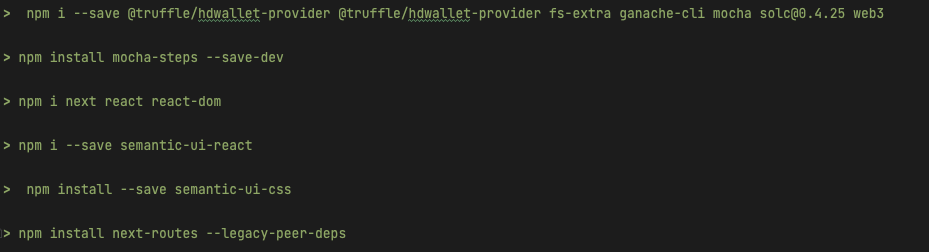 >  npm i --save @truffle/hdwallet-provider @truffle/hdwallet-provider fs-extra ganache-cli mocha solc@0.4.25 web3
> npm install mocha-steps --save-dev
> npm i next react react-dom
> npm i --save semantic-ui-react
>  npm install --save semantic-ui-css
> npm install next-routes --legacy-peer-deps